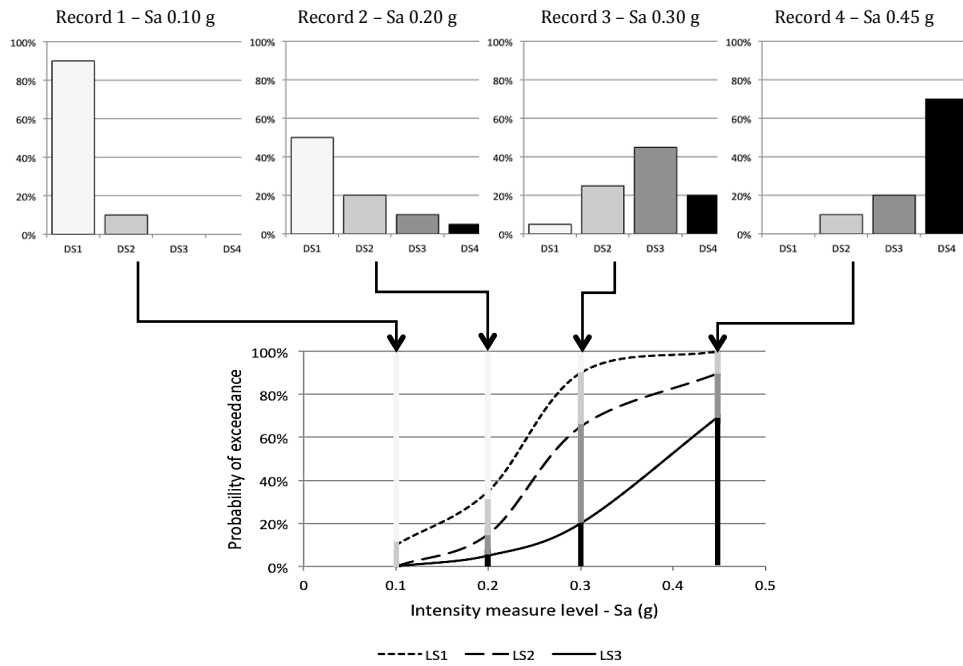 Record 1 – Sa 0.10 g
Record 2 – Sa 0.20 g
Record 3 – Sa 0.30 g
Record 4 – Sa 0.45 g
100%
80%
60%
40%
20%
0%
DS1 DS2 DS3 DS4
100%
80%
60%
40%
20%
0%
DS1 DS2 DS3 DS4
100%
80%
60%
40%
20%
0%
DS1 DS2 DS3 DS4
100%
80%
60%
40%
20%
0%
DS1 DS2 DS3 DS4
Probability of exceedance
100%
80%
60%
40%
20%
0%
0 0.1 0.2 0.3 0.4 0.5
Intensity measure level - Sa (g)
LS1 LS2 LS3